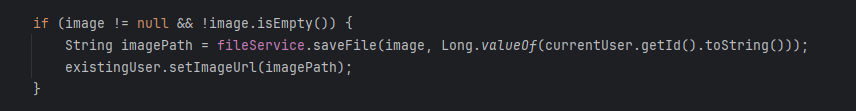 if (image != null && !image.isEmpty()) {
String imagePath = fileService.saveFile(image, Long.valueOf(currentUser.getId().toString()));
existingUser.setImageUrl(imagePath);
}